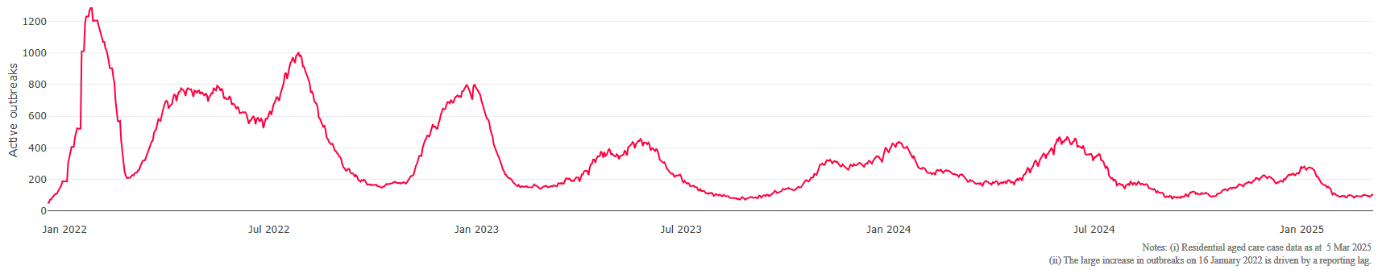 Active outbreaks
1200
1000
800
600
400
200
0
Jan 2022 Jul 2022 Jan 2023 Jul 2023 Jan 2024 Jul 2024 Jan 2025
Notes: (i) Residential aged care case data as at 5 Mar 2025
(ii) The large increase in outbreaks on 16 January 2022 is driven by a reporting lag.